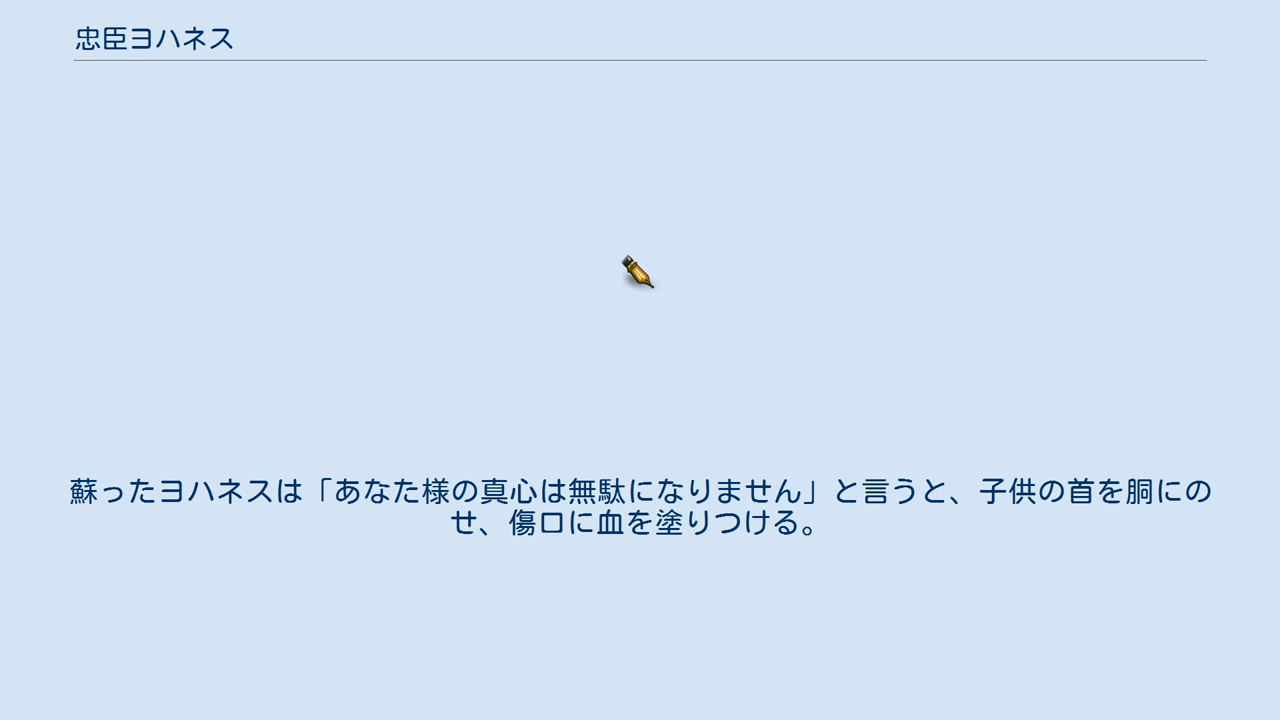 忠臣ヨハネス
蘇ったヨハネスは「あなた様の真心は無駄になりません」と言うと、子供の首を胴にの
せ、傷口に血を塗りつける。